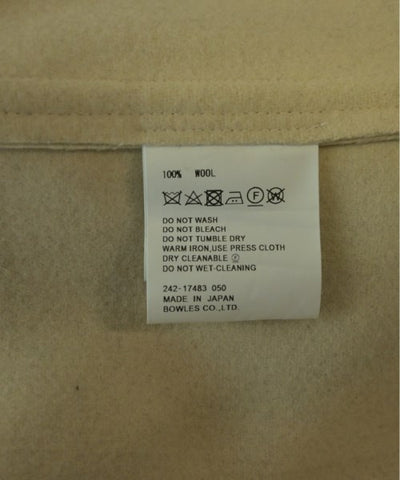 100% WOOL
DO NOT WASH
DO NOT BLEACH
DO NOT TUMBLE DRY
WARM IRON,USE PRESS CLOTH
DRY CLEANABLE Ⓕ
DO NOT WET-CLEANING
242-17483 050
MADE IN JAPAN
BOWLES CO.,LTD.